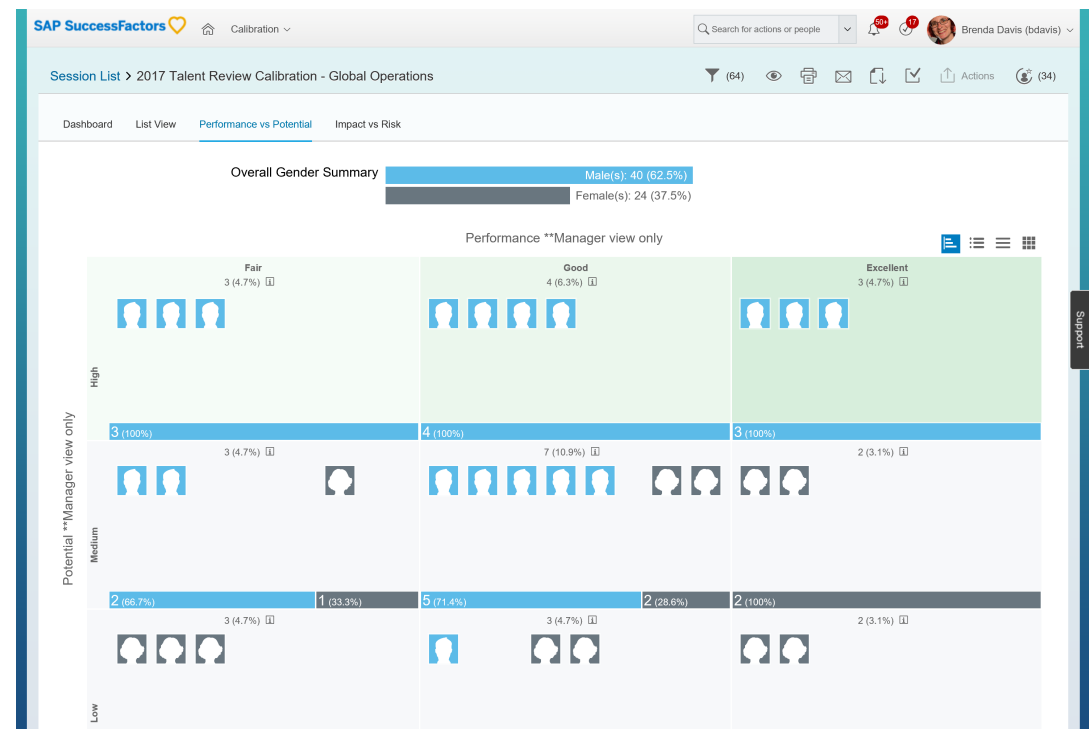 SAP SuccessFactors
Calibration
Search for actions or people
50+
17
Brenda Davis (bdavis)
Session List > 2017 Talent Review Calibration - Global Operations
(64)
Actions
(34)
Dashboard
List View
Performance vs Potential
Impact vs Risk
Overall Gender Summary
Male(s): 40 (62.5%)
Female(s): 24 (37.5%)
Performance **Manager view only
Support
Potential **Manager view only
Fair
3 (4.7%)
Good
4 (6.3%)
Excellent
3 (4.7%)
High
3 (100%)
4 (100%)
3 (100%)
3 (4.7%)
7 (10.9%)
2 (3.1%)
Medium
2 (66.7%)
1 (33.3%)
5 (71.4%)
2 (28.6%)
2 (100%)
3 (4.7%)
3 (4.7%)
2 (3.1%)
Low